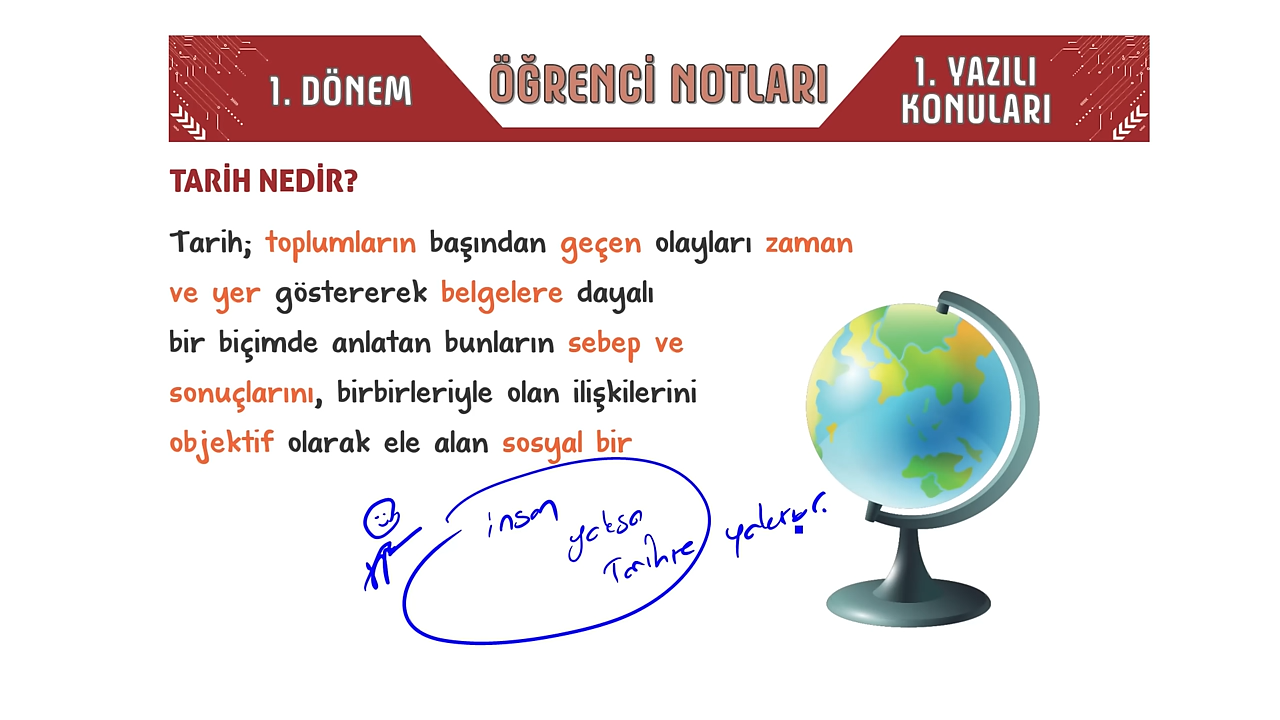 1. DÖNEM
ÖĞRENCİ NOTLARI
1. YAZILI
KONULARI
TARİH NEDİR?
Tarih; toplumların başından geçen olayları zaman
ve yer göstererek belgelere dayalı
bir biçimde anlatan bunların sebep ve
sonuçlarını, birbirleriyle olan ilişkilerini
objektif olarak ele alan sosyal bir
insan
yoksa